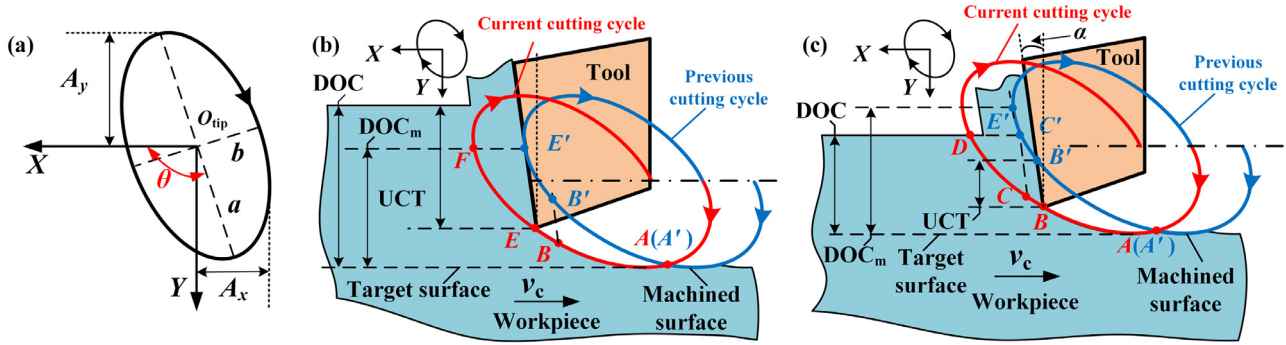 (a)
A_y
O_tip
X
b
θ
a
Y
A_x
(b)
X
Y
Current cutting cycle
Tool
Previous
cutting cycle
DOC
DOC_m
F
E'
UCT
B'
E
B
A(A')
Target surface
v_c
Workpiece
Machined
surface
(c)
X
Y
Current cutting cycle
α
Tool
Previous
cutting cycle
DOC
E'
C'
D
B'
C
UCT
B
DOC_m
A(A')
Target
surface
v_c
Workpiece
Machined
surface